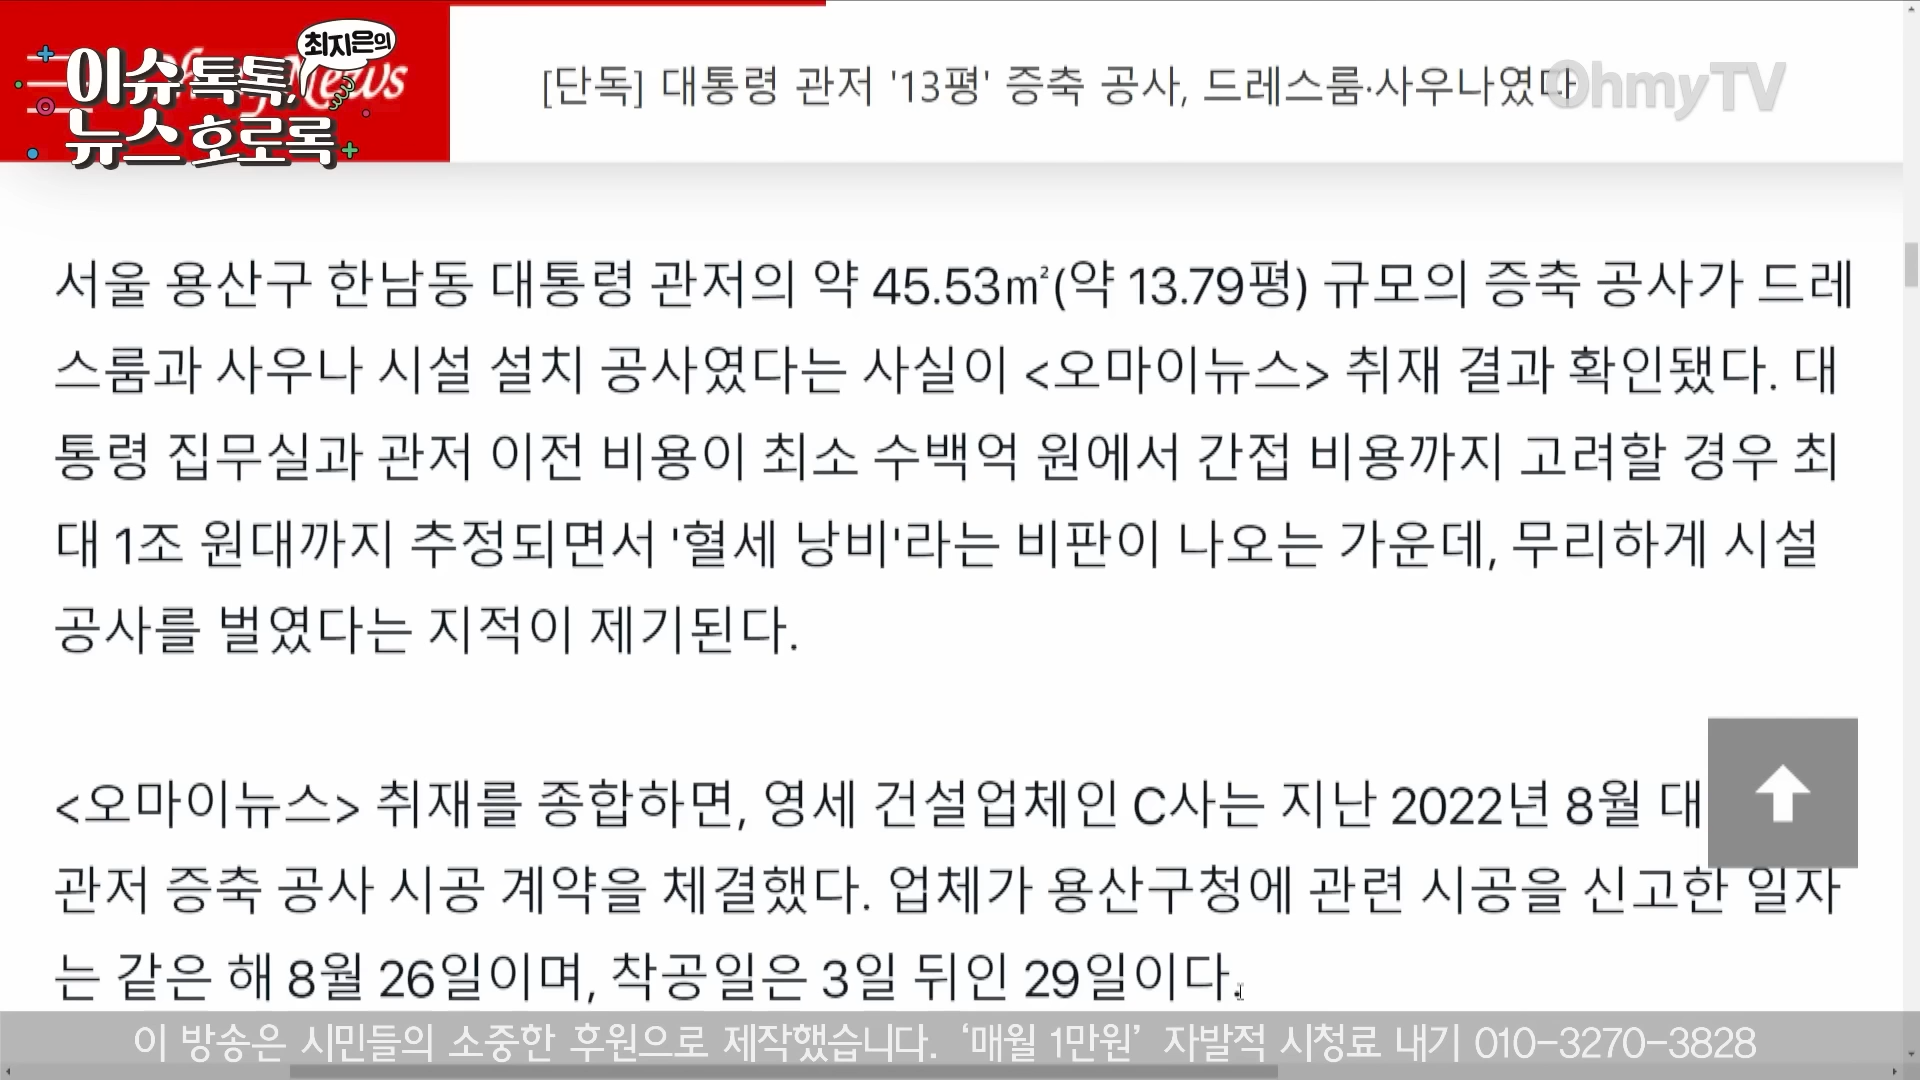 최지은의
이슈톡톡
뉴스호로록
[단독] 대통령 관저 '13평' 증축 공사, 드레스룸·사우나였다
OhmyTV
서울 용산구 한남동 대통령 관저의 약 45.53㎡(약 13.79평) 규모의 증축 공사가 드레
스룸과 사우나 시설 설치 공사였다는 사실이 <오마이뉴스> 취재 결과 확인됐다. 대
통령 집무실과 관저 이전 비용이 최소 수백억 원에서 간접 비용까지 고려할 경우 최
대 1조 원대까지 추정되면서 '혈세 낭비'라는 비판이 나오는 가운데, 무리하게 시설
공사를 벌였다는 지적이 제기된다.
<오마이뉴스> 취재를 종합하면, 영세 건설업체인 C사는 지난 2022년 8월 대
관저 증축 공사 시공 계약을 체결했다. 업체가 용산구청에 관련 시공을 신고한 일자
는 같은 해 8월 26일이며, 착공일은 3일 뒤인 29일이다.
이 방송은 시민들의 소중한 후원으로 제작했습니다. ‘매월 1만원’ 자발적 시청료 내기 010-3270-3828